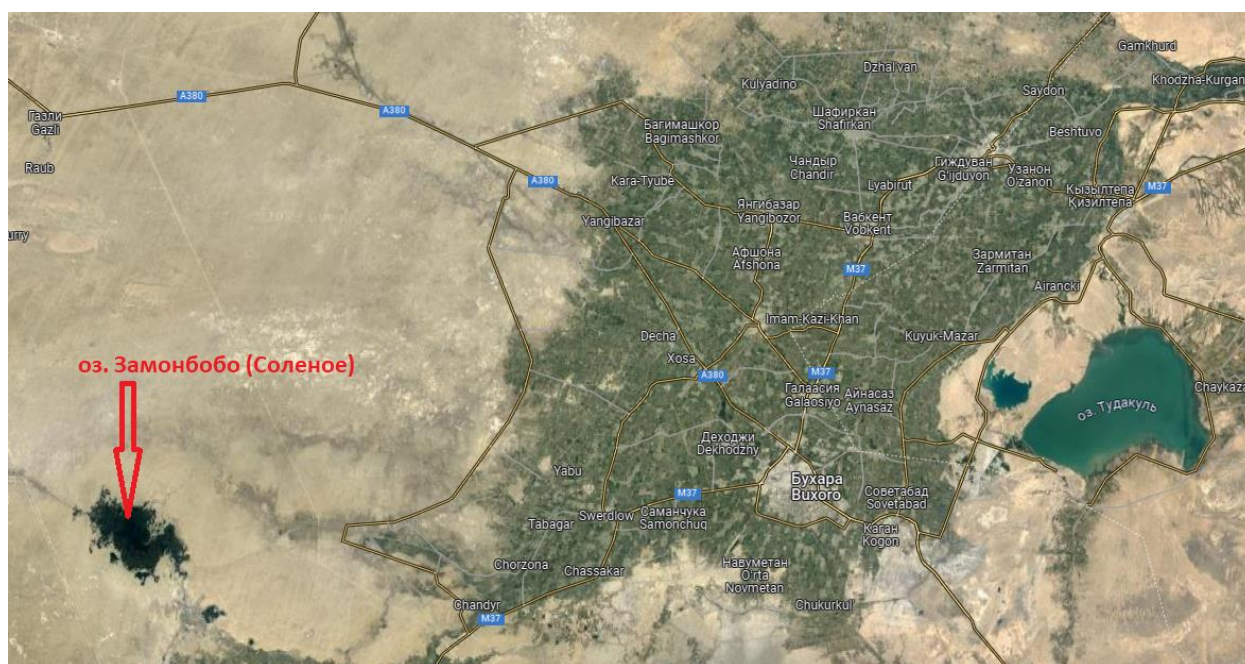 Gamkhurd
Dzhal'van
Kulyadino
Khodzha-Kurgan
Saydon
A380
A380
Шафиркан
Shafirkan
Газли
Gazli
Багимашкор
Bagimashkor
Beshtuvo
Чандыр
Chandir
Гиждуван
G'ijduvon
Узанон
O'zanon
Raub
A380
Kara-Tyube
Lyabirut
Кызылтепа
Қизилтепа
M37
Янгибазар
Yangibozor
Вабкент
Vobkent
Yangibazar
urry
Афшона
Afshona
Зармитан
Zarmitan
M37
Airancki
Imam-Kazi-Khan
Decha
Kuyuk-Mazar
Xosa
оз. Замонбобо (Соленое)
A380
M37
Галаасия
Galaosiyo
Айнасаз
Aynasaz
Chaykaza
оз. Тудакуль
Деходжи
Dekhodzhy
Yabu
Бухара
Buxoro
M37
Советабад
Sovetabad
Саманчука
Samonchuq
Swerdlow
Tabagar
Каган
Kogon
Chorzona
Chassakar
Навуметан
O'rta
Novmetan
Chandyr
Chukurkul'
M37